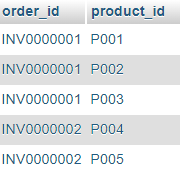 order_id product_id
INV0000001 P001
INV0000001 P002
INV0000001 P003
INV0000002 P004
INV0000002 P005